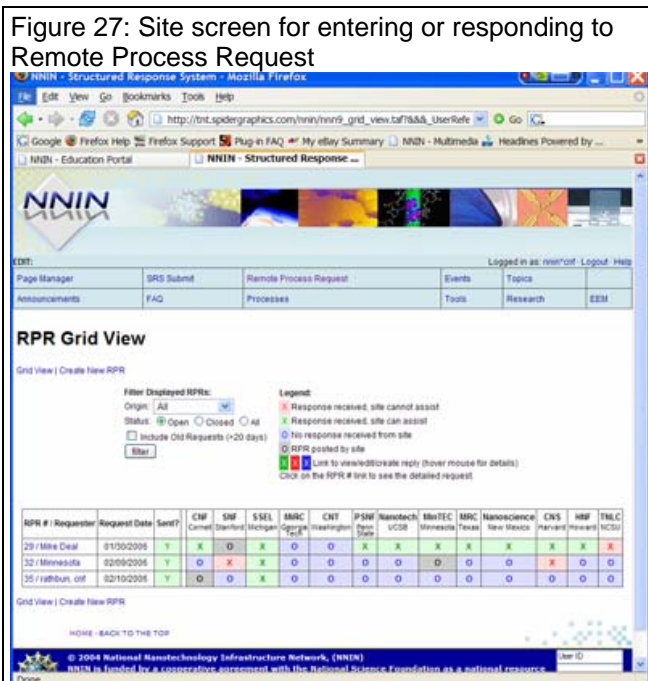 Figure 27: Site screen for entering or responding to
Remote Process Request
NNIN - Structured Response System - Mozilla Firefox
File Edit View Go Bookmarks Tools Help
http://tnt.spidergraphics.com/nnin/nnin9_grid_view.taf?&&_UserRefe Go
Google Firefox Help Firefox Support Plug-in FAQ My eBay Summary NNIN - Multimedia Headlines Powered by ...
NNIN - Education Portal NNIN - Structured Response ...
NNIN
EDIT: Logged in as: nnin*cnf - Logout - Help
Page Manager SRS Submit Remote Process Request Events Topics
Announcements FAQ Processes Tools Research EEM
RPR Grid View
Grid View | Create New RPR
Filter Displayed RPRs: Legend:
Origin: All X Response received, site cannot assist
Status: Open Closed All X Response received, site can assist
Include Old Requests (>20 days) O No response received from site
filter O RPR posted by site
X X X Link to view/edit/create reply (hover mouse for details)
Click on the RPR # link to see the detailed request
RPR # / Requester Request Date Sent? CNF Cornell SNF Stanford SSEL Michigan MiRC Georgia Tech CNT Washington PSNF Penn State Nanotech UCSB MinTEC Minnesota MRC Texas Nanoscience New Mexico CNS Harvard HNF Howard TNLC NCSU
29 / Mike Deal 01/30/2006 Y X O X O O X X X X X X X X
32 / Minnesota 02/09/2006 Y O X X O O O O O O O X O O
35 / rathbun, cnf 02/10/2006 Y O O X O O O O O O O O O O
Grid View | Create New RPR
HOME - BACK TO THE TOP
© 2004 National Nanotechnology Infrastructure Network, (NNIN) User ID
NNIN is funded by a cooperative agreement with the National Science Foundation as a national resource
Done